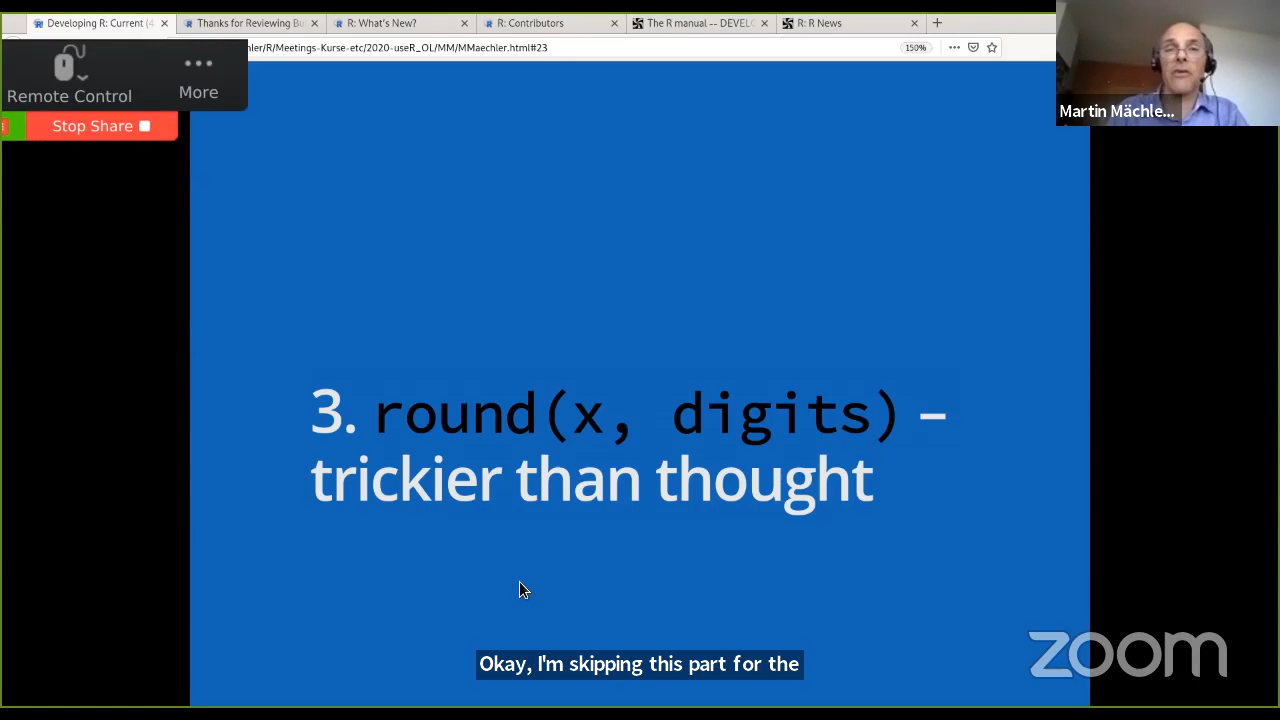 Developing R: Current (4
Thanks for Reviewing Bu
R: What's New?
R: Contributors
The R manual -- DEVELC
R: R News
hler/R/Meetings-Kurse-etc/2020-useR_OL/MM/MMaechler.html#23
150%
Remote Control
More
Stop Share
Martin Mächle...
3. round(x, digits) –
trickier than thought
Okay, I'm skipping this part for the
zoom